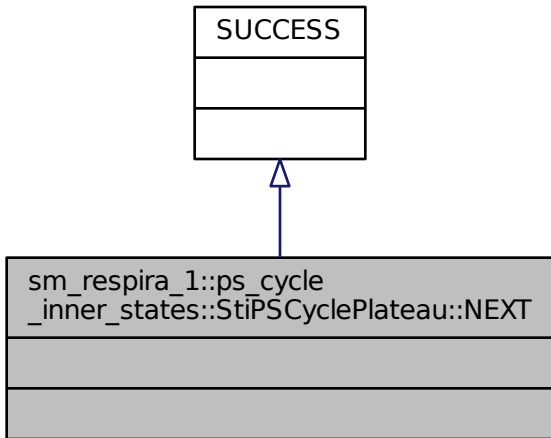 SUCCESS
sm_respira_1::ps_cycle
_inner_states::StiPSCyclePlateau::NEXT